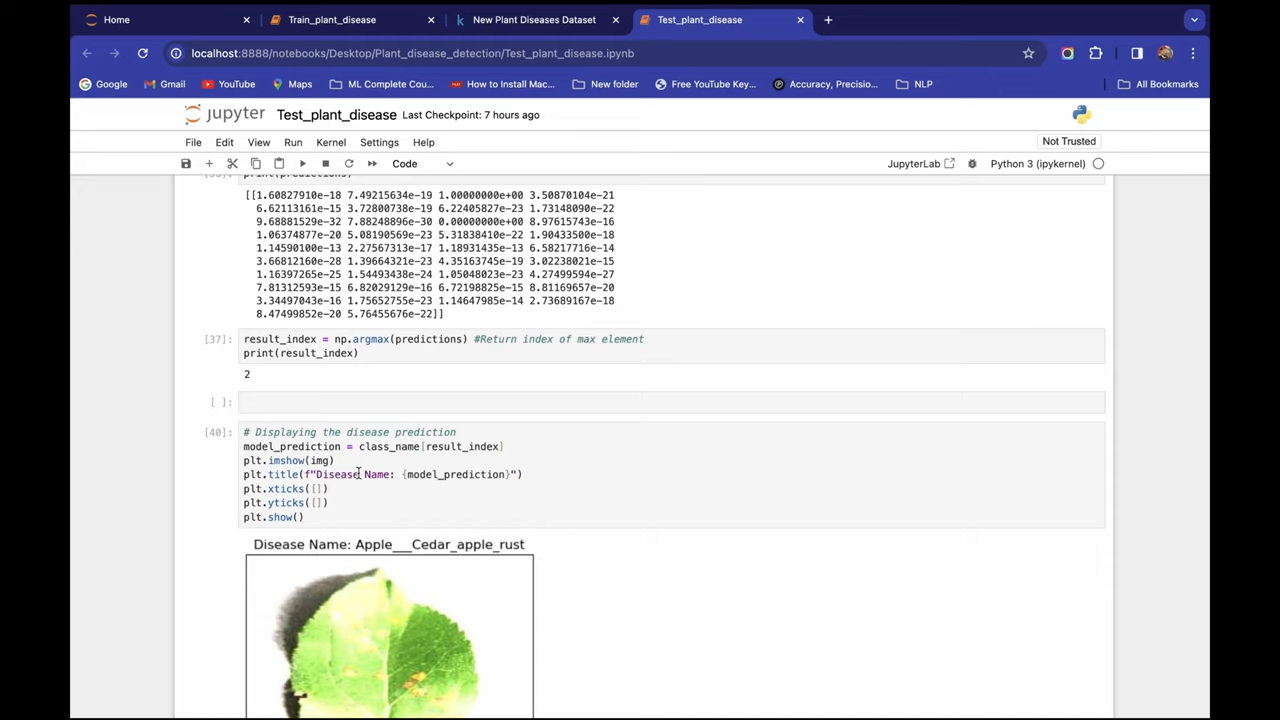 Home
Train_plant_disease
New Plant Diseases Dataset
Test_plant_disease
localhost:8888/notebooks/Desktop/Plant_disease_detection/Test_plant_disease.ipynb
Google Gmail YouTube Maps ML Complete Cou... How to Install Mac... New folder Free YouTube Key... Accuracy, Precisio... NLP All Bookmarks
jupyter Test_plant_disease Last Checkpoint: 7 hours ago
File Edit View Run Kernel Settings Help Not Trusted
Code JupyterLab Python 3 (ipykernel)
print(predictions)
[[1.60827910e-18 7.49215634e-19 1.00000000e+00 3.50870104e-21
6.62113161e-15 3.72800738e-19 6.22405827e-23 1.73148090e-22
9.68881529e-32 7.88248896e-30 0.00000000e+00 8.97615743e-16
1.06374877e-20 5.08190569e-23 5.31838410e-22 1.90433500e-18
1.14590100e-13 2.27567313e-17 1.18931435e-13 6.58217716e-14
3.66812160e-28 1.39664321e-23 4.35163745e-19 3.02238021e-15
1.16397265e-25 1.54493438e-24 1.05048023e-23 4.27499594e-27
7.81312593e-15 6.82029129e-16 6.72198825e-15 8.81169657e-20
3.34497043e-16 1.75652755e-23 1.14647985e-14 2.73689167e-18
8.47499852e-20 5.76455676e-22]]
[37]: result_index = np.argmax(predictions) #Return index of max element
print(result_index)
2
[ ]:
[40]: # Displaying the disease prediction
model_prediction = class_name[result_index]
plt.imshow(img)
plt.title(f"Disease Name: {model_prediction}")
plt.xticks([])
plt.yticks([])
plt.show()
Disease Name: Apple___Cedar_apple_rust